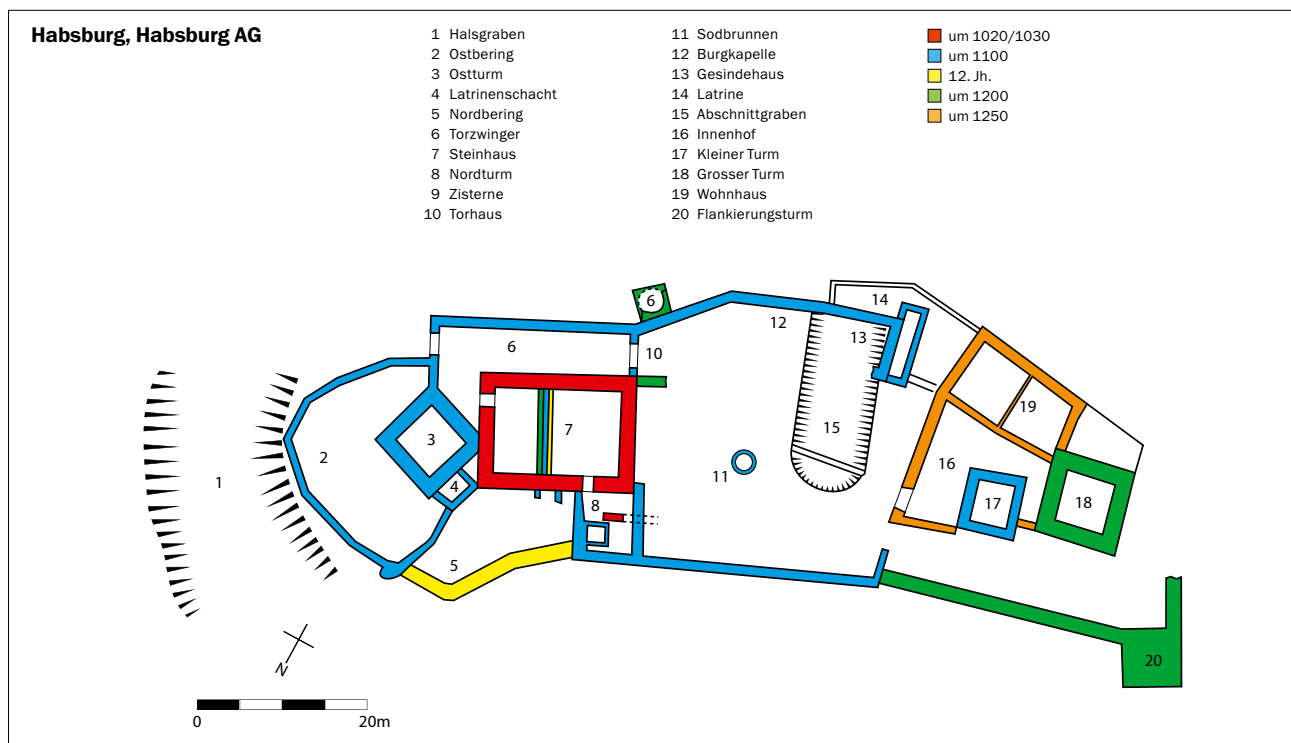 Habsburg, Habsburg AG
1 Halsgraben
2 Ostbering
3 Ostturm
4 Latrinenschacht
5 Nordbering
6 Torzwinger
7 Steinhaus
8 Nordturm
9 Zisterne
10 Torhaus
11 Sodbrunnen
12 Burgkapelle
13 Gesindehaus
14 Latrine
15 Abschnittgraben
16 Innenhof
17 Kleiner Turm
18 Grosser Turm
19 Wohnhaus
20 Flankierungsturm
um 1020/1030
um 1100
12. Jh.
um 1200
um 1250
6
14
12
13
6
10
19
7
15
3
2
11
16
1
4
17
18
8
5
20
N
0 20m